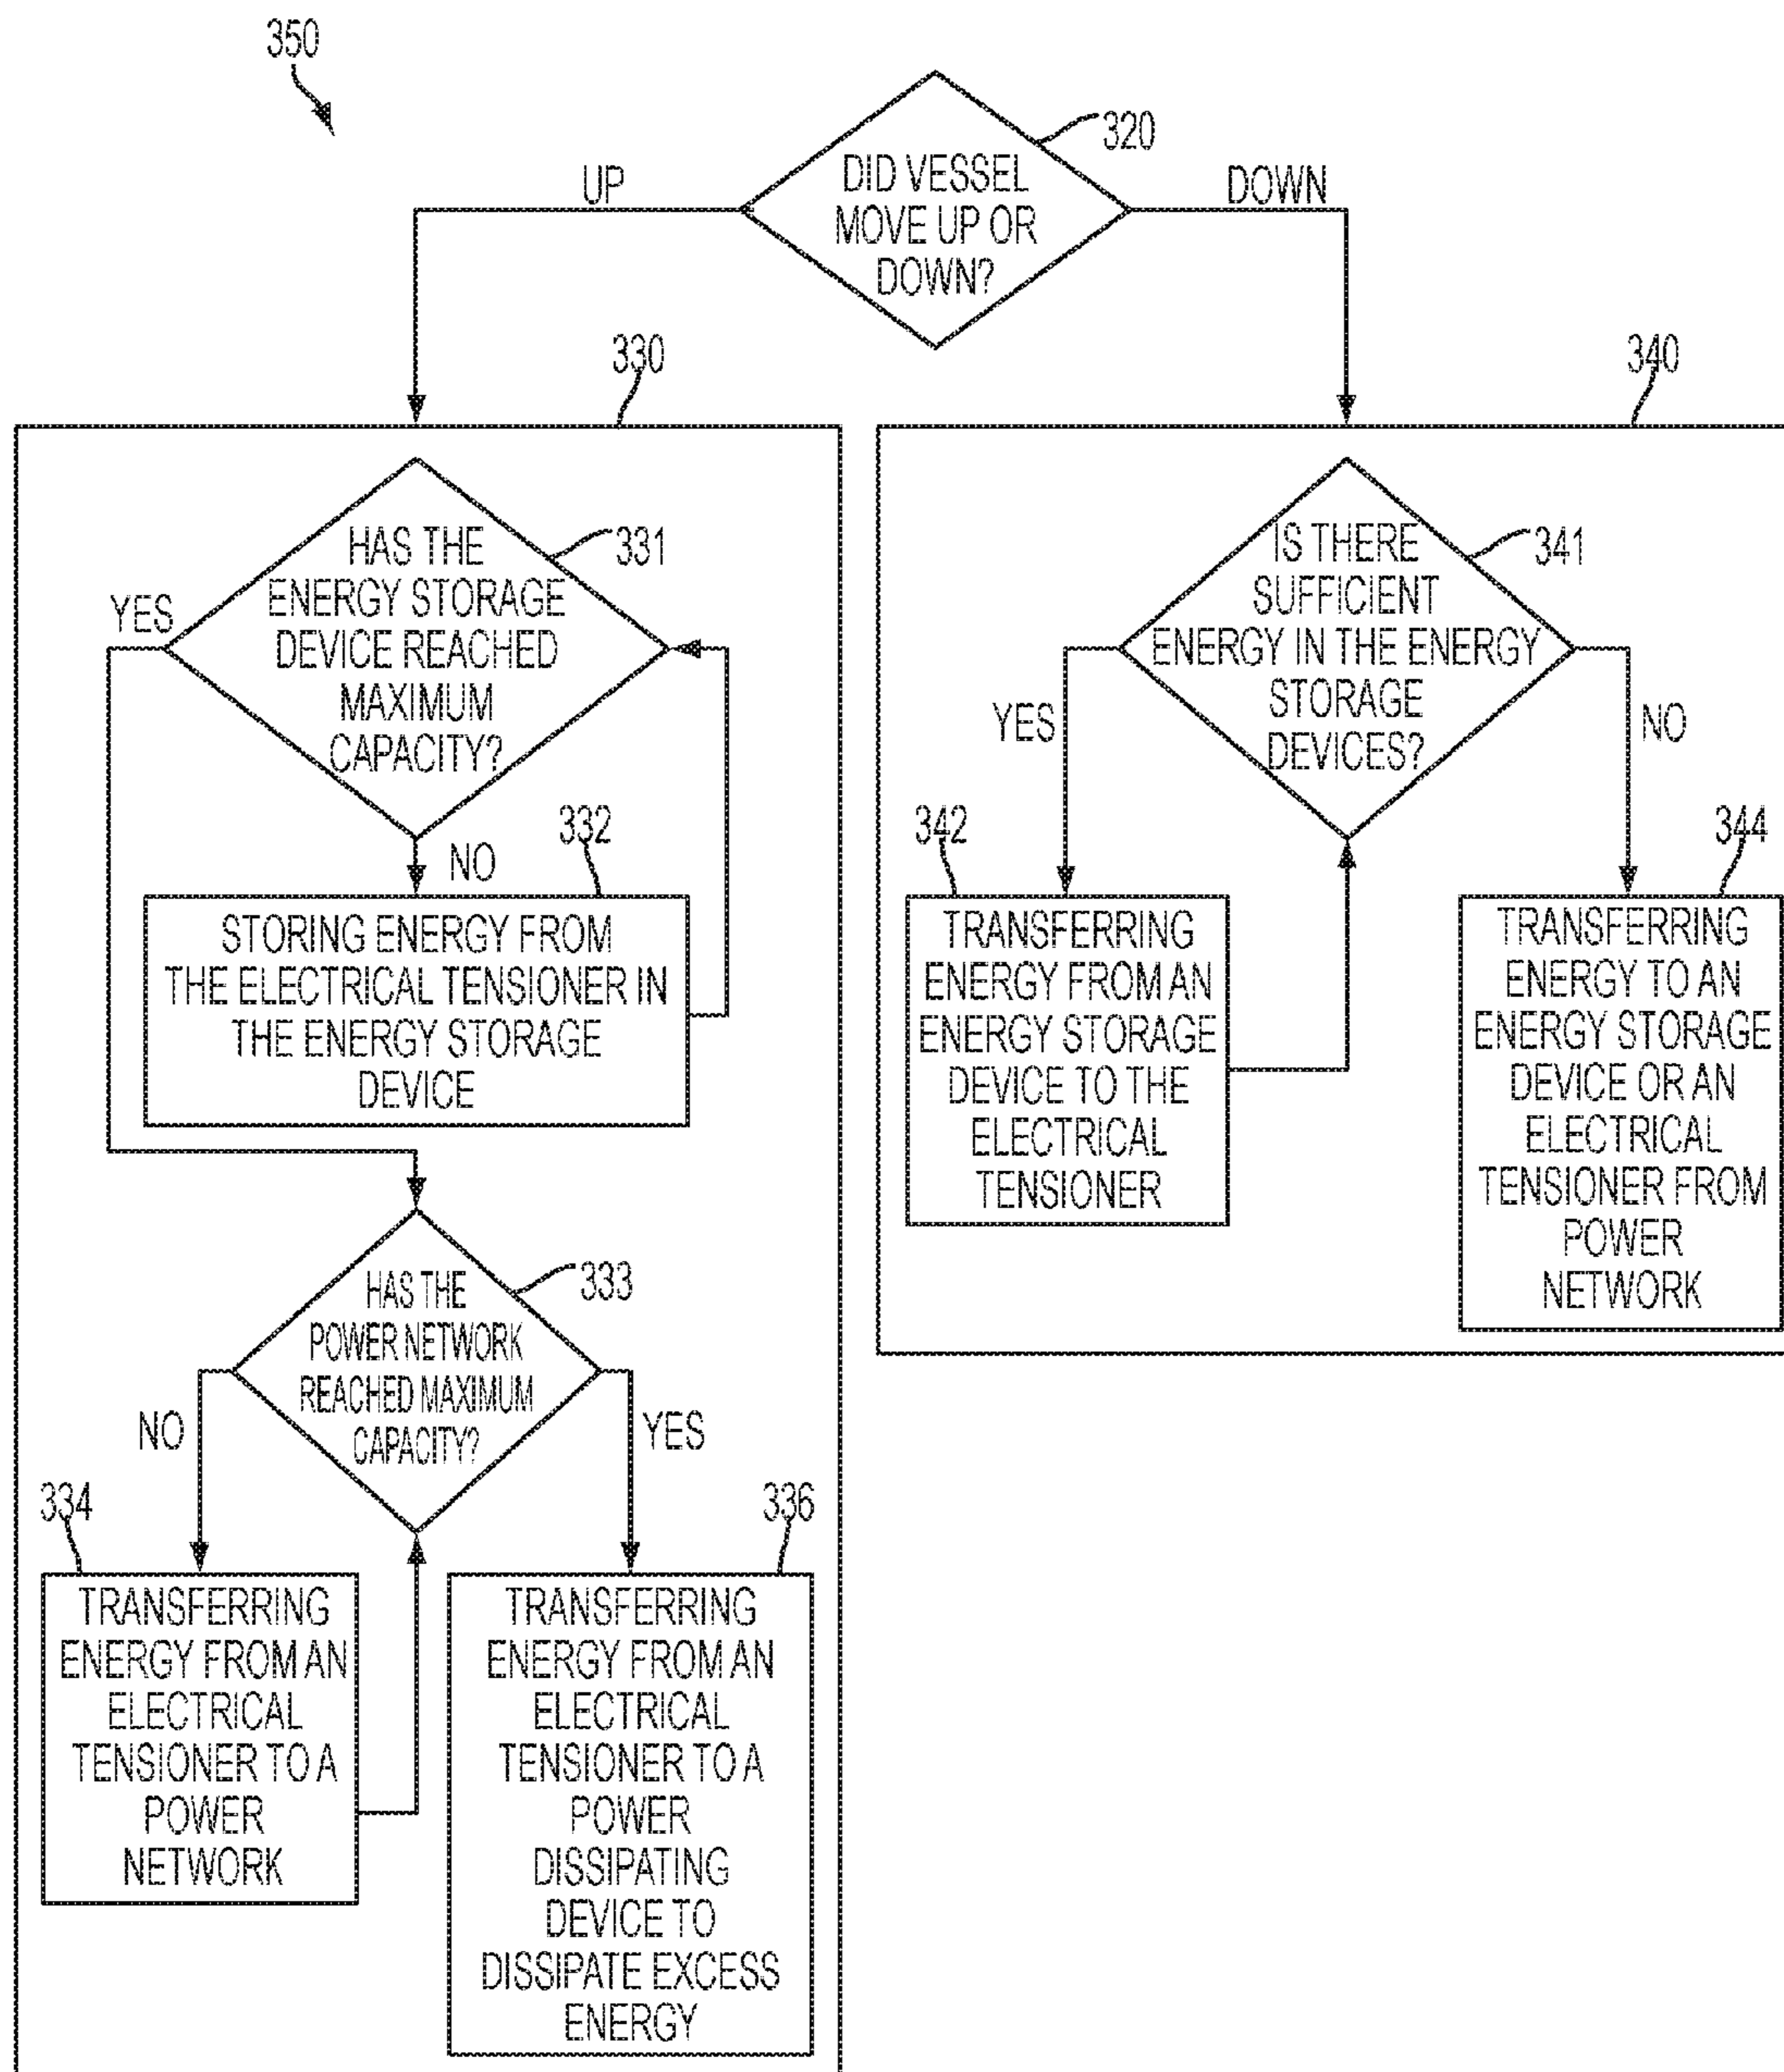 350
320
DID VESSEL
MOVE UP OR
DOWN?
UP
DOWN
330
340
331
HAS THE
ENERGY STORAGE
DEVICE REACHED
MAXIMUM
CAPACITY?
YES
NO
332
STORING ENERGY FROM
THE ELECTRICAL TENSIONER IN
THE ENERGY STORAGE
DEVICE
333
HAS THE
POWER NETWORK
REACHED MAXIMUM
CAPACITY?
NO
YES
334
TRANSFERRING
ENERGY FROM AN
ELECTRICAL
TENSIONER TO A
POWER
NETWORK
336
TRANSFERRING
ENERGY FROM AN
ELECTRICAL
TENSIONER TO A
POWER
DISSIPATING
DEVICE TO
DISSIPATE EXCESS
ENERGY
341
IS THERE
SUFFICIENT
ENERGY IN THE ENERGY
STORAGE
DEVICES?
YES
NO
342
TRANSFERRING
ENERGY FROM AN
ENERGY STORAGE
DEVICE TO THE
ELECTRICAL
TENSIONER
344
TRANSFERRING
ENERGY TO AN
ENERGY STORAGE
DEVICE OR AN
ELECTRICAL
TENSIONER FROM
POWER
NETWORK